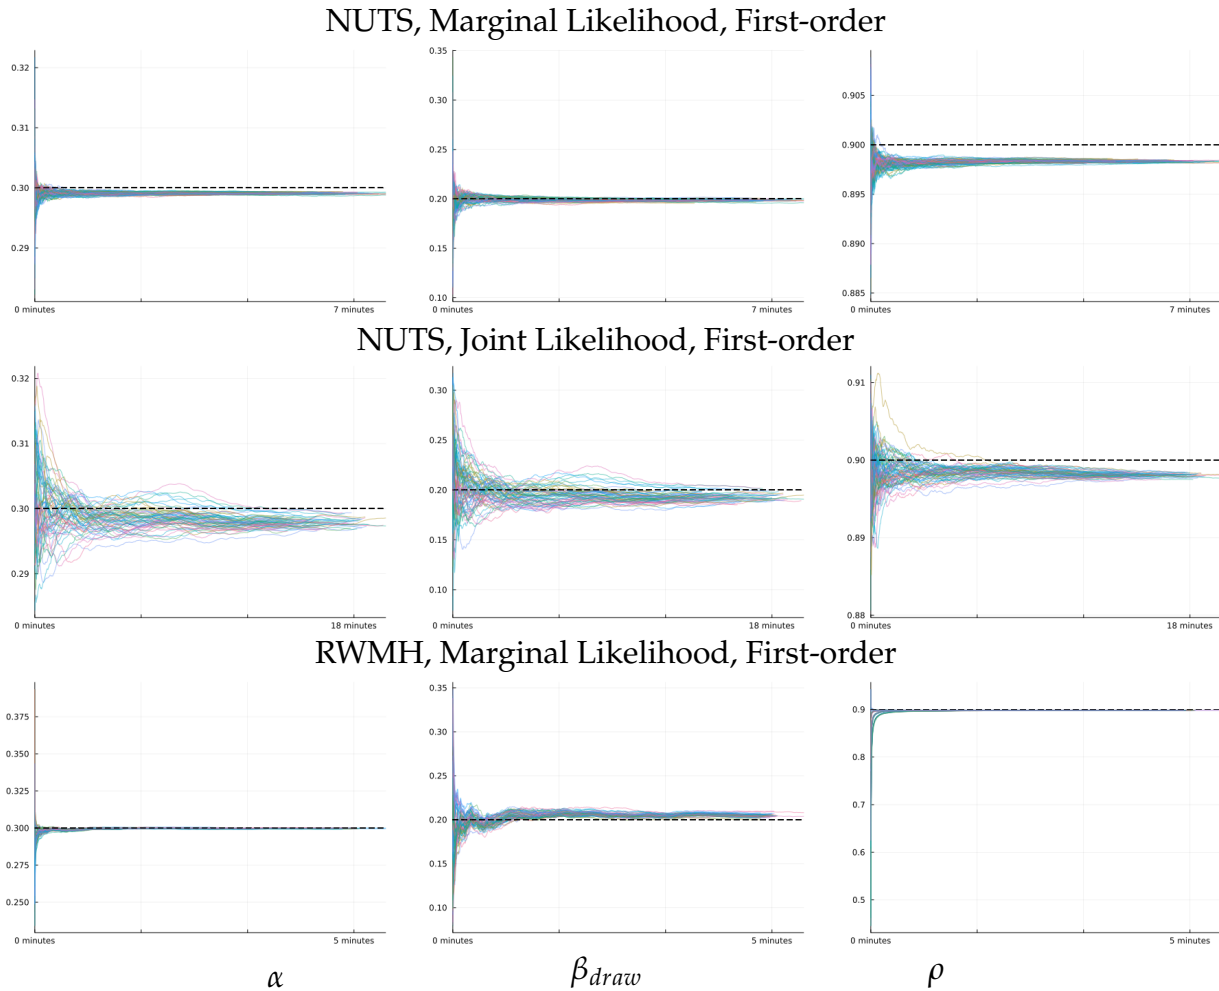 NUTS, Marginal Likelihood, First-order
0.32
0.31
0.30
0.29
0 minutes
7 minutes
0.35
0.30
0.25
0.20
0.15
0.10
0 minutes
7 minutes
0.905
0.900
0.895
0.890
0.885
0 minutes
7 minutes
NUTS, Joint Likelihood, First-order
0.32
0.31
0.30
0.29
0 minutes
18 minutes
0.30
0.25
0.20
0.15
0.10
0 minutes
18 minutes
0.91
0.90
0.89
0.88
0 minutes
18 minutes
RWMH, Marginal Likelihood, First-order
0.375
0.350
0.325
0.300
0.275
0.250
0 minutes
5 minutes
0.35
0.30
0.25
0.20
0.15
0.10
0 minutes
5 minutes
0.9
0.8
0.7
0.6
0.5
0 minutes
5 minutes
α
β_draw
ρ